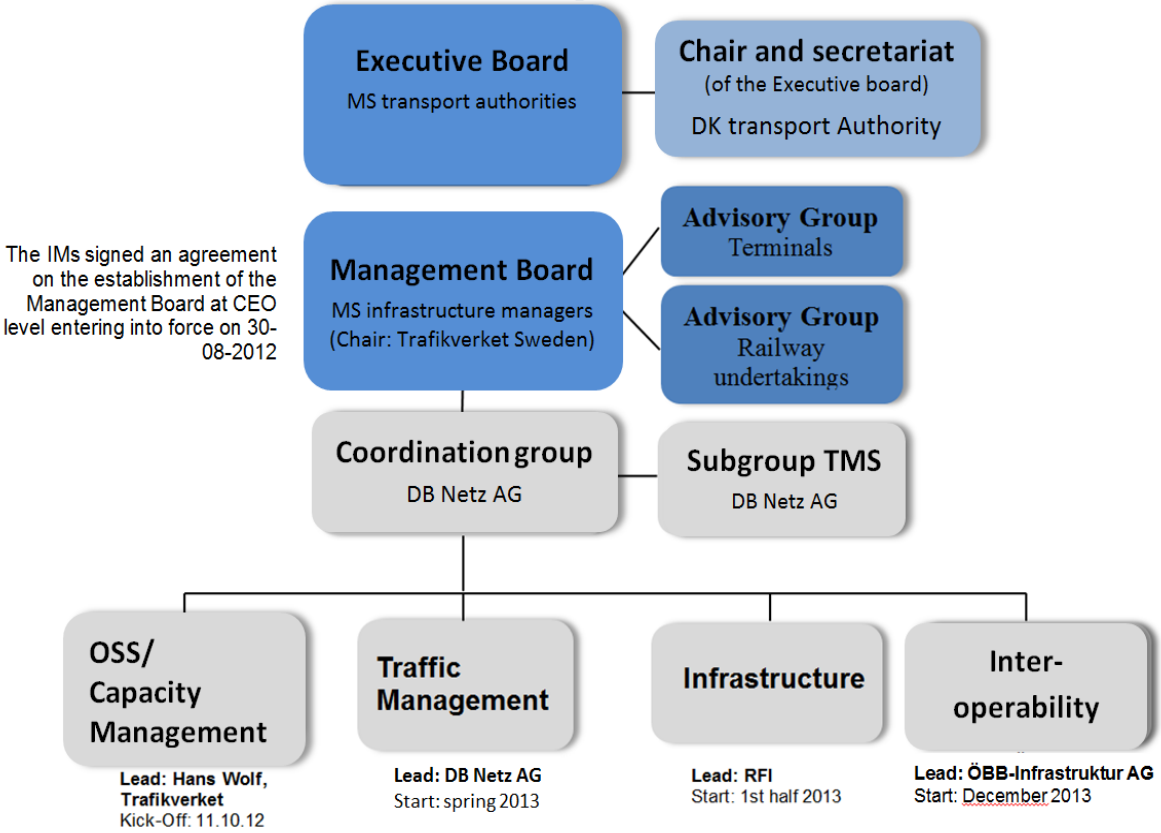 Executive Board
MS transport authorities
Chair and secretariat
(of the Executive board)
DK transport Authority
The IMs signed an agreement
on the establishment of the
Management Board at CEO
level entering into force on 30-
08-2012
Management Board
MS infrastructure managers
(Chair: Trafikverket Sweden)
Advisory Group
Terminals
Advisory Group
Railway
undertakings
Coordination group
DB Netz AG
Subgroup TMS
DB Netz AG
OSS/
Capacity
Management
Lead: Hans Wolf,
Trafikverket
Kick-Off: 11.10.12
Traffic
Management
Lead: DB Netz AG
Start: spring 2013
Infrastructure
Lead: RFI
Start: 1st half 2013
Inter-
operability
Lead: ÖBB-Infrastruktur AG
Start: December 2013